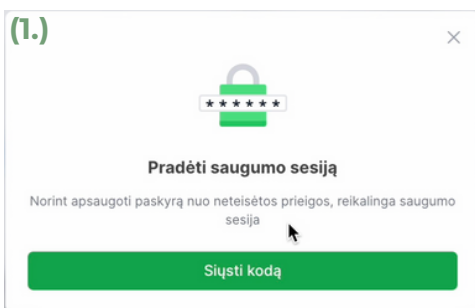 (1.)
******
Pradėti saugumo sesiją
Norint apsaugoti paskyrą nuo neteisėtos prieigos, reikalinga saugumo
sesija
Siųsti kodą